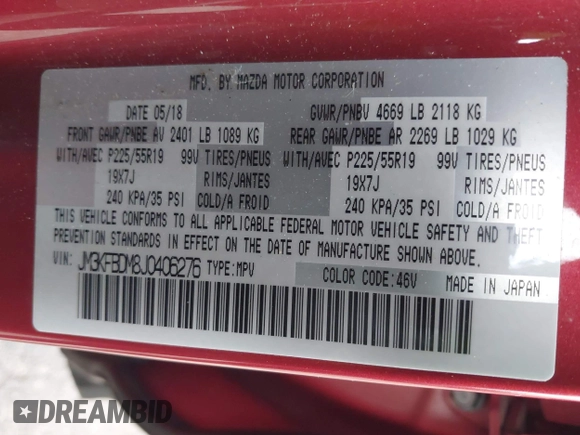 MFD. BY MAZDA MOTOR CORPORATION
DATE 05/18 GVWR/PNBV 4669 LB 2118 KG
FRONT GAWR/PNBE AV 2401 LB 1089 KG REAR GAWR/PNBE AR 2269 LB 1029 KG
WITH/AVEC P225/55R19 99V TIRES/PNEUS WITH/AVEC P225/55R19 99V TIRES/PNEUS
19X7J RIMS/JANTES 19X7J RIMS/JANTES
240 KPA/35 PSI COLD/A FROID 240 KPA/35 PSI COLD/A FROID
THIS VEHICLE CONFORMS TO ALL APPLICABLE FEDERAL MOTOR VEHICLE SAFETY AND THEFT
PREVENTION STANDARDS IN EFFECT ON THE DATE OF MANUFACTURE SHOWN ABOVE.
VIN: JM3KFBDM8J0406276 TYPE:MPV COLOR CODE:46V MADE IN JAPAN
DREAMBID